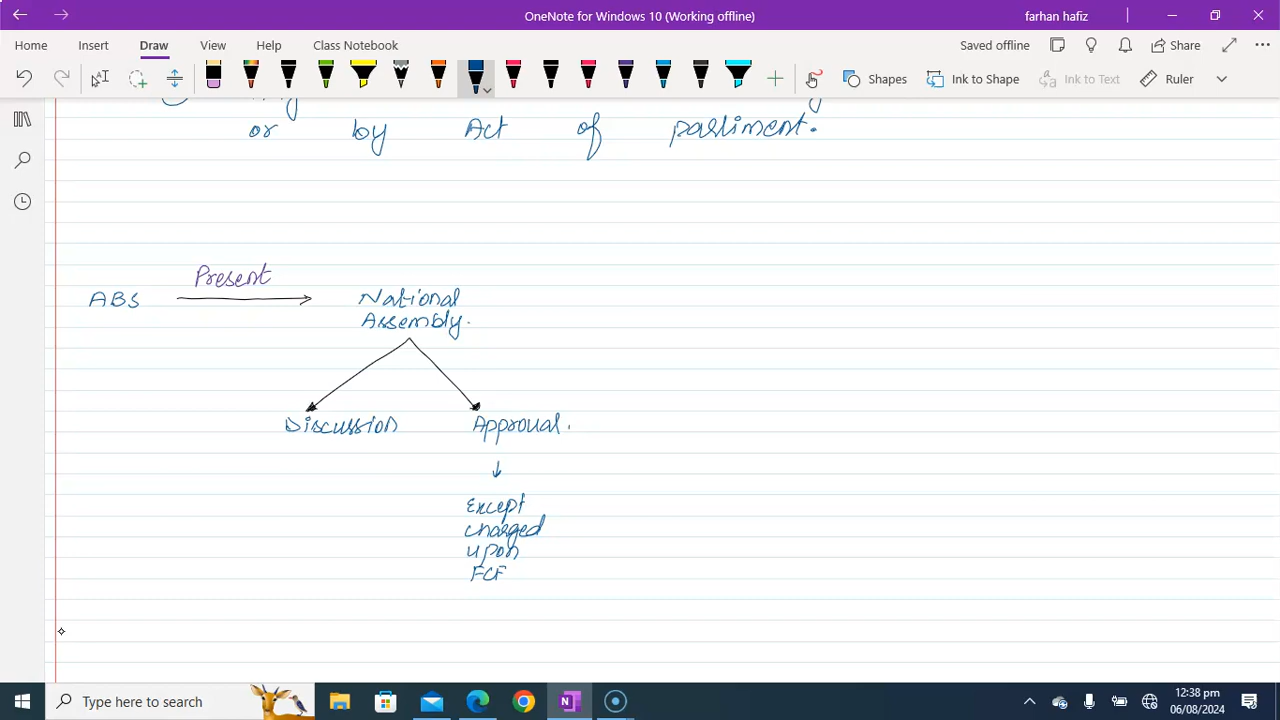 OneNote for Windows 10 (Working offline)
farhan hafiz
Home Insert Draw View Help Class Notebook
Saved offline Share
Shapes Ink to Shape Ink to Text Ruler
or by Act of parliment.
Present
ABS National
Assembly.
Discussion Approval.
Except
charged
upon
FCF
Type here to search
12:38 pm
06/08/2024